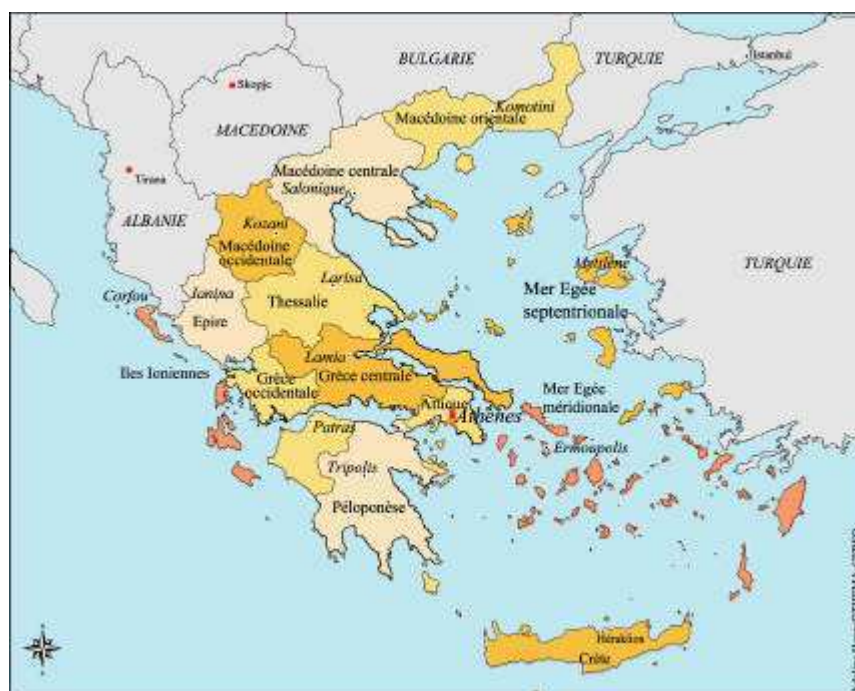 BULGARIE
TURQUIE
Istanbul
Skopje
MACEDOINE
Komotini
Macédoine orientale
Macédoine centrale
Salonique
Tirana
ALBANIE
Kozani
Macédoine
occidentale
TURQUIE
Larisa
Thessalie
Ianina
Epire
Corfou
Metilène
Mer Egée
septentrionale
Lamia
Iles Ioniennes
Grèce
occidentale
Grèce centrale
Attique
Athènes
Mer Egée
méridionale
Ermoupolis
Patras
Tripolis
Péloponèse
Héraklion
Crète